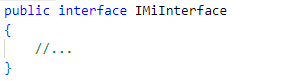 public interface IMiInterface
{
    //...
}